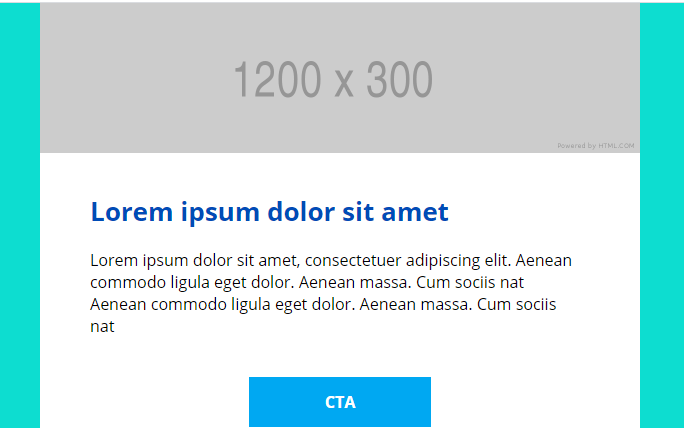 1200 x 300
Powered by HTML.COM
Lorem ipsum dolor sit amet
Lorem ipsum dolor sit amet, consectetuer adipiscing elit. Aenean
commodo ligula eget dolor. Aenean massa. Cum sociis nat
Aenean commodo ligula eget dolor. Aenean massa. Cum sociis
nat
CTA